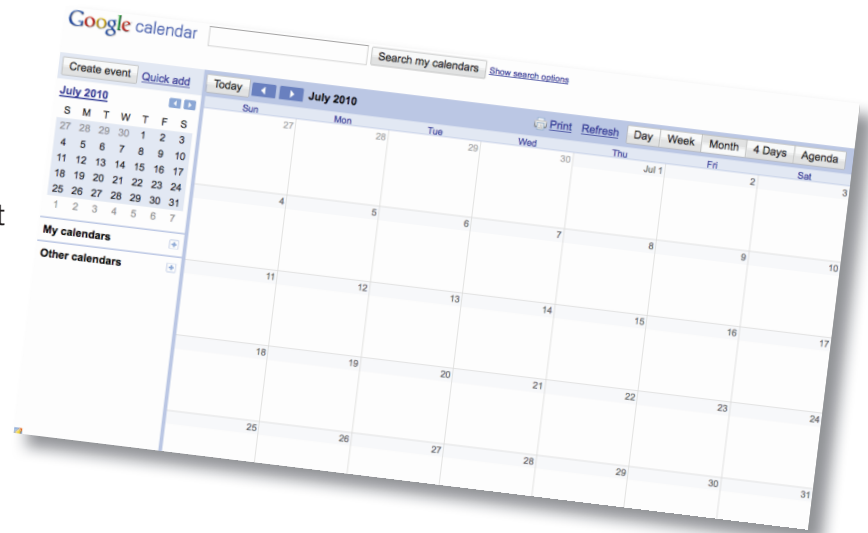 Google calendar
Search my calendars Show search options
Create event Quick add
Today July 2010
Print Refresh Day Week Month 4 Days Agenda
July 2010
S M T W T F S
27 28 29 30 1 2 3
4 5 6 7 8 9 10
11 12 13 14 15 16 17
18 19 20 21 22 23 24
25 26 27 28 29 30 31
1 2 3 4 5 6 7
My calendars
Other calendars
Sun Mon Tue Wed Thu Fri Sat
27 28 29 30 Jul 1 2 3
4 5 6 7 8 9 10
11 12 13 14 15 16 17
18 19 20 21 22 23 24
25 26 27 28 29 30 31
t